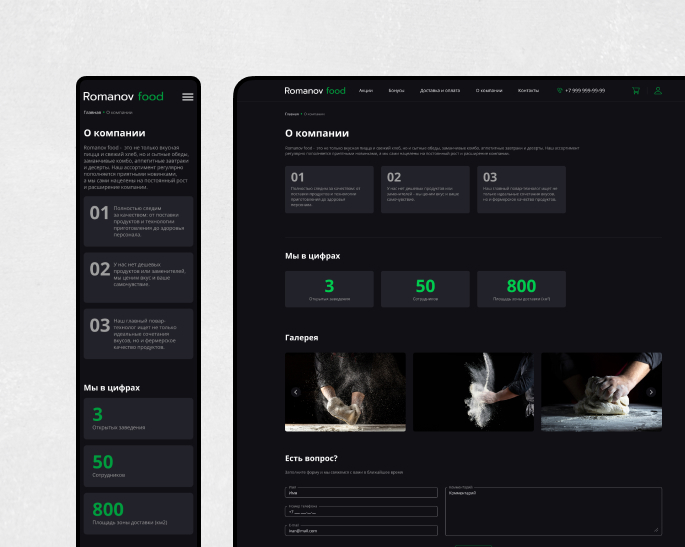 Romanov food
Главная • О компании
О компании
Romanov food - это не только вкусная
пицца и свежий хлеб, но и сытные обеды,
заманчивые комбо, аппетитные завтраки
и десерты. Наш ассортимент регулярно
пополняется приятными новинками,
а мы сами нацелены на постоянный рост
и расширение компании.
01
Полностью следим
за качеством: от поставки
продуктов и технологии
приготовления до здоровья
персонала.
02
У нас нет дешевых
продуктов или заменителей,
мы ценим вкус и ваше
самочувствие.
03
Наш главный повар-
технолог ищет не только
идеальные сочетания
вкусов, но и фермерское
качество продуктов.
Мы в цифрах
3
Открытых заведения
50
Сотрудников
800
Площадь зоны доставки (км2)
Romanov food Акции Бонусы Доставка и оплата О компании Контакты +7 999 999-99-99
Главная • О компании
О компании
Romanov food - это не только вкусная пицца и свежий хлеб, но и сытные обеды, заманчивые комбо, аппетитные завтраки и десерты. Наш ассортимент
регулярно пополняется приятными новинками, а мы сами нацелены на постоянный рост и расширение компании.
01
Полностью следим за качеством: от
поставки продуктов и технологии
приготовления до здоровья
персонала.
02
У нас нет дешевых продуктов или
заменителей - мы ценим вкус и ваше
самочувствие.
03
Наш главный повар-технолог ищет не
только идеальные сочетания вкусов,
но и фермерское качество продуктов.
Мы в цифрах
3
Открытых заведения
50
Сотрудников
800
Площадь зоны доставки (км²)
Галерея
Есть вопрос?
Заполните форму и мы свяжемся с вами в ближайшее время
Имя
Имя
Номер телефона
+7 ___ ___-__-__
E-mail
ivan@mail.com
Комментарий
Комментарий